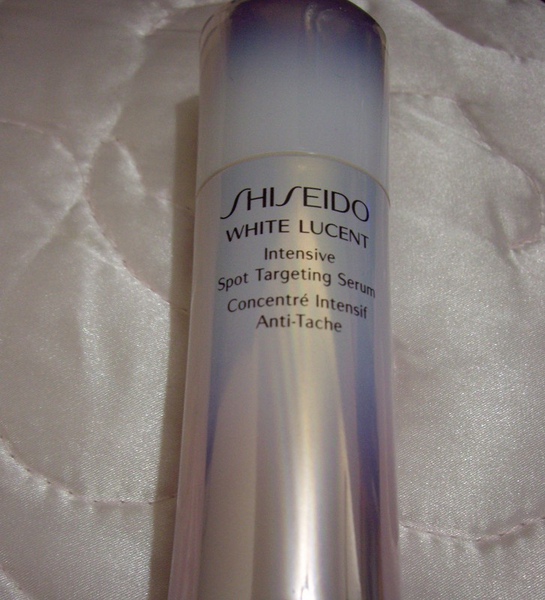 SHISEIDO
WHITE LUCENT
Intensive
Spot Targeting Serum
Concentré Intensif
Anti-Tache